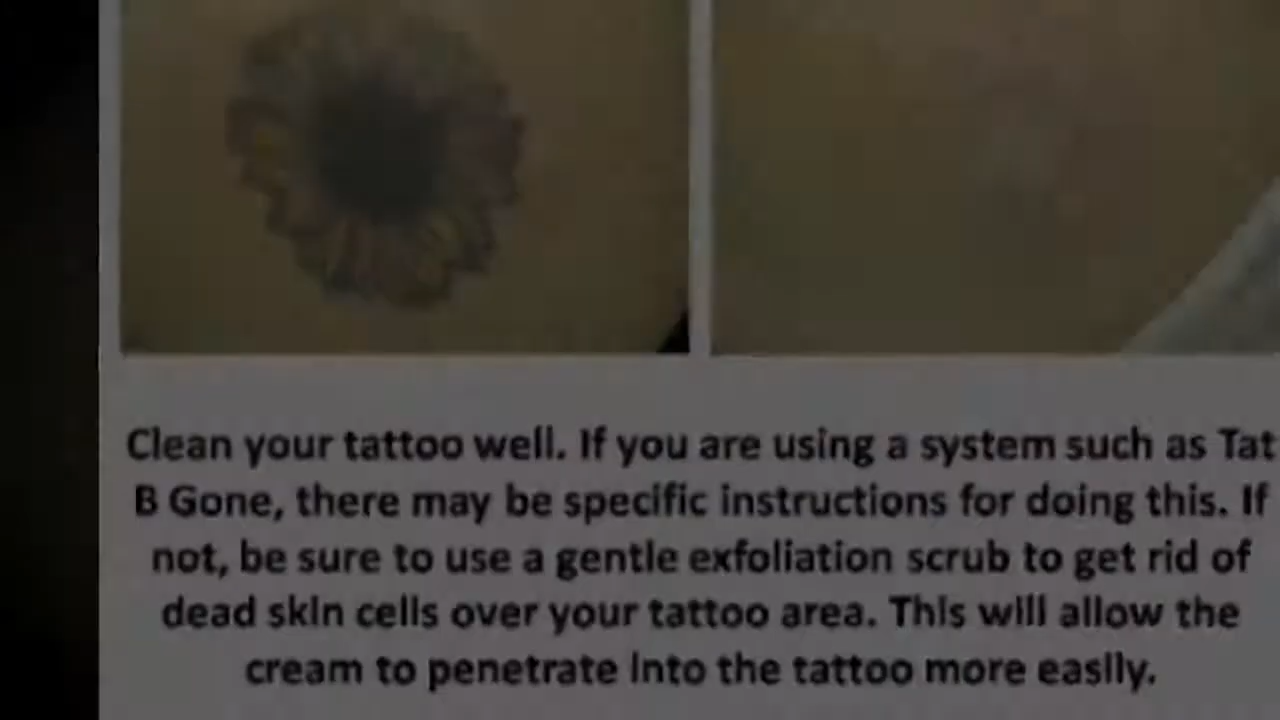 Clean your tattoo well. If you are using a system such as Tat
B Gone, there may be specific instructions for doing this. If
not, be sure to use a gentle exfoliation scrub to get rid of
dead skin cells over your tattoo area. This will allow the
cream to penetrate into the tattoo more easily.